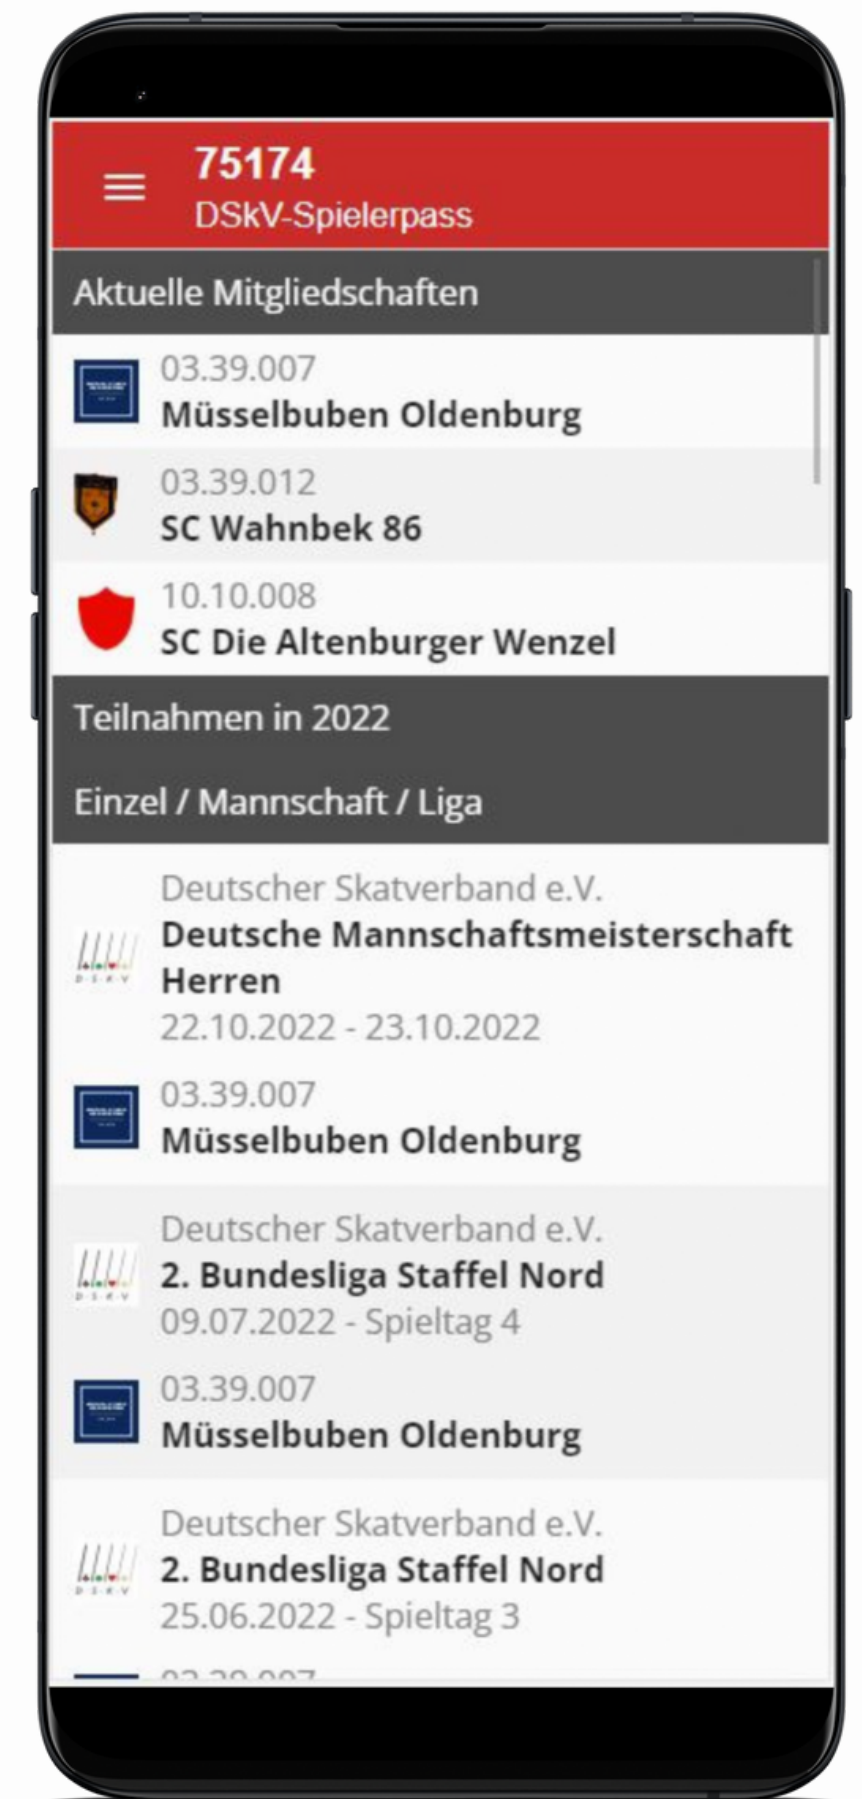 75174
DSkV-Spielerpass
Aktuelle Mitgliedschaften
03.39.007
Müsselbuben Oldenburg
03.39.012
SC Wahnbek 86
10.10.008
SC Die Altenburger Wenzel
Teilnahmen in 2022
Einzel / Mannschaft / Liga
Deutscher Skatverband e.V.
Deutsche Mannschaftsmeisterschaft
Herren
D·S·K·V
22.10.2022 - 23.10.2022
03.39.007
Müsselbuben Oldenburg
Deutscher Skatverband e.V.
2. Bundesliga Staffel Nord
D·S·K·V
09.07.2022 - Spieltag 4
03.39.007
Müsselbuben Oldenburg
Deutscher Skatverband e.V.
2. Bundesliga Staffel Nord
D·S·K·V
25.06.2022 - Spieltag 3